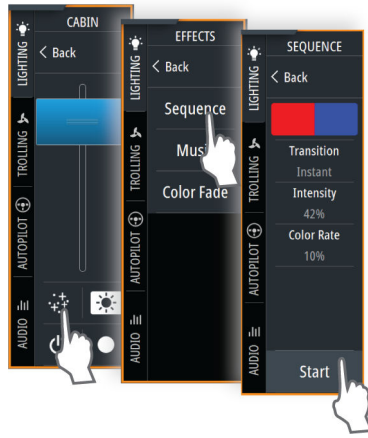 CABIN
< Back
LIGHTING
TROLLING
AUTOPILOT
AUDIO
EFFECTS
< Back
Sequence
Color Fade
LIGHTING
TROLLING
AUTOPILOT
AUDIO
SEQUENCE
< Back
Transition
Instant
Intensity
42%
Color Rate
10%
Start
LIGHTING
TROLLING
AUTOPILOT
AUDIO